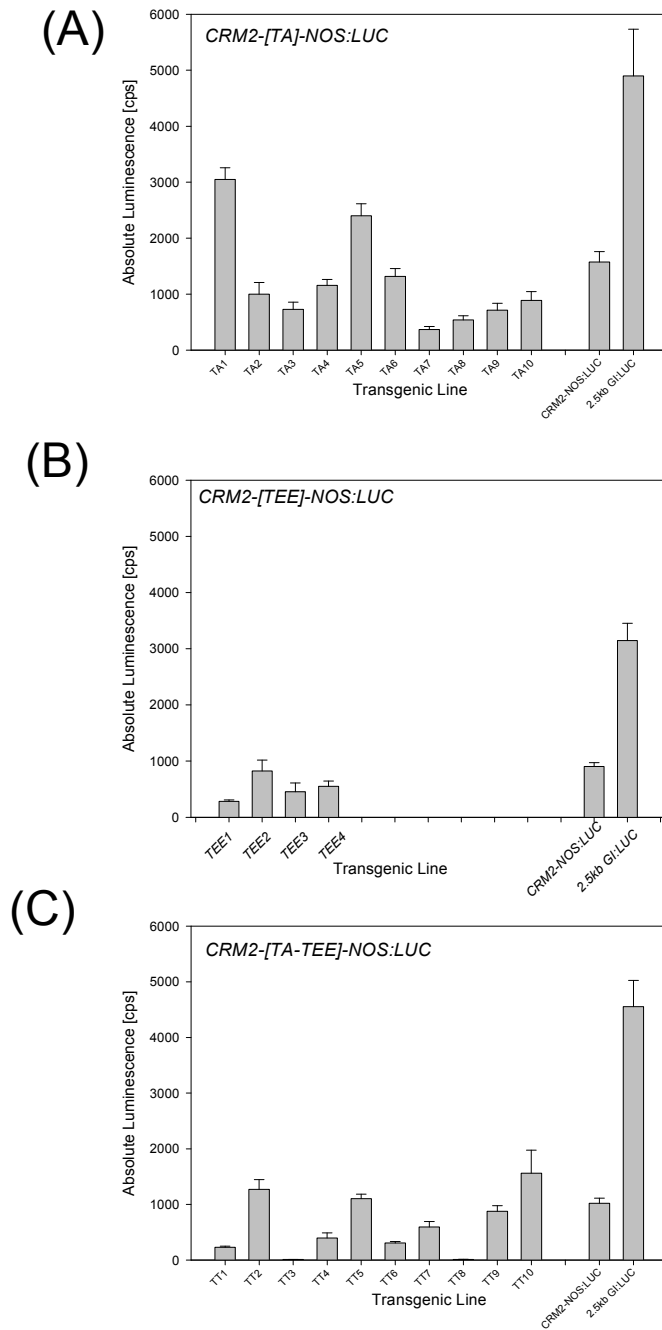 (A)
CRM2-[TA]-NOS:LUC
Absolute Luminescence [cps]
6000
5000
4000
3000
2000
1000
0
TA1 TA2 TA3 TA4 TA5 TA6 TA7 TA8 TA9 TA10 CRM2-NOS:LUC 2.5kb GI:LUC
Transgenic Line
(B)
CRM2-[TEE]-NOS:LUC
Absolute Luminescence [cps]
6000
5000
4000
3000
2000
1000
0
TEE1 TEE2 TEE3 TEE4 CRM2-NOS:LUC 2.5kb GI:LUC
Transgenic Line
(C)
CRM2-[TA-TEE]-NOS:LUC
Absolute Luminescence [cps]
6000
5000
4000
3000
2000
1000
0
TT1 TT2 TT3 TT4 TT5 TT6 TT7 TT8 TT9 TT10 CRM2-NOS:LUC 2.5kb GI:LUC
Transgenic Line